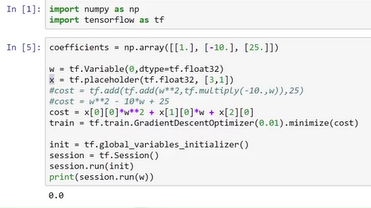 In [1]: import numpy as np
import tensorflow as tf
In [5]: coefficients = np.array([[1.], [-10.], [25.]])
w = tf.Variable(0,dtype=tf.float32)
x = tf.placeholder(tf.float32, [3,1])
#cost = tf.add(tf.add(w**2,tf.multiply(-10.,w)),25)
#cost = w**2 - 10*w + 25
cost = x[0][0]*w**2 + x[1][0]*w + x[2][0]
train = tf.train.GradientDescentOptimizer(0.01).minimize(cost)
init = tf.global_variables_initializer()
session = tf.Session()
session.run(init)
print(session.run(w))
0.0